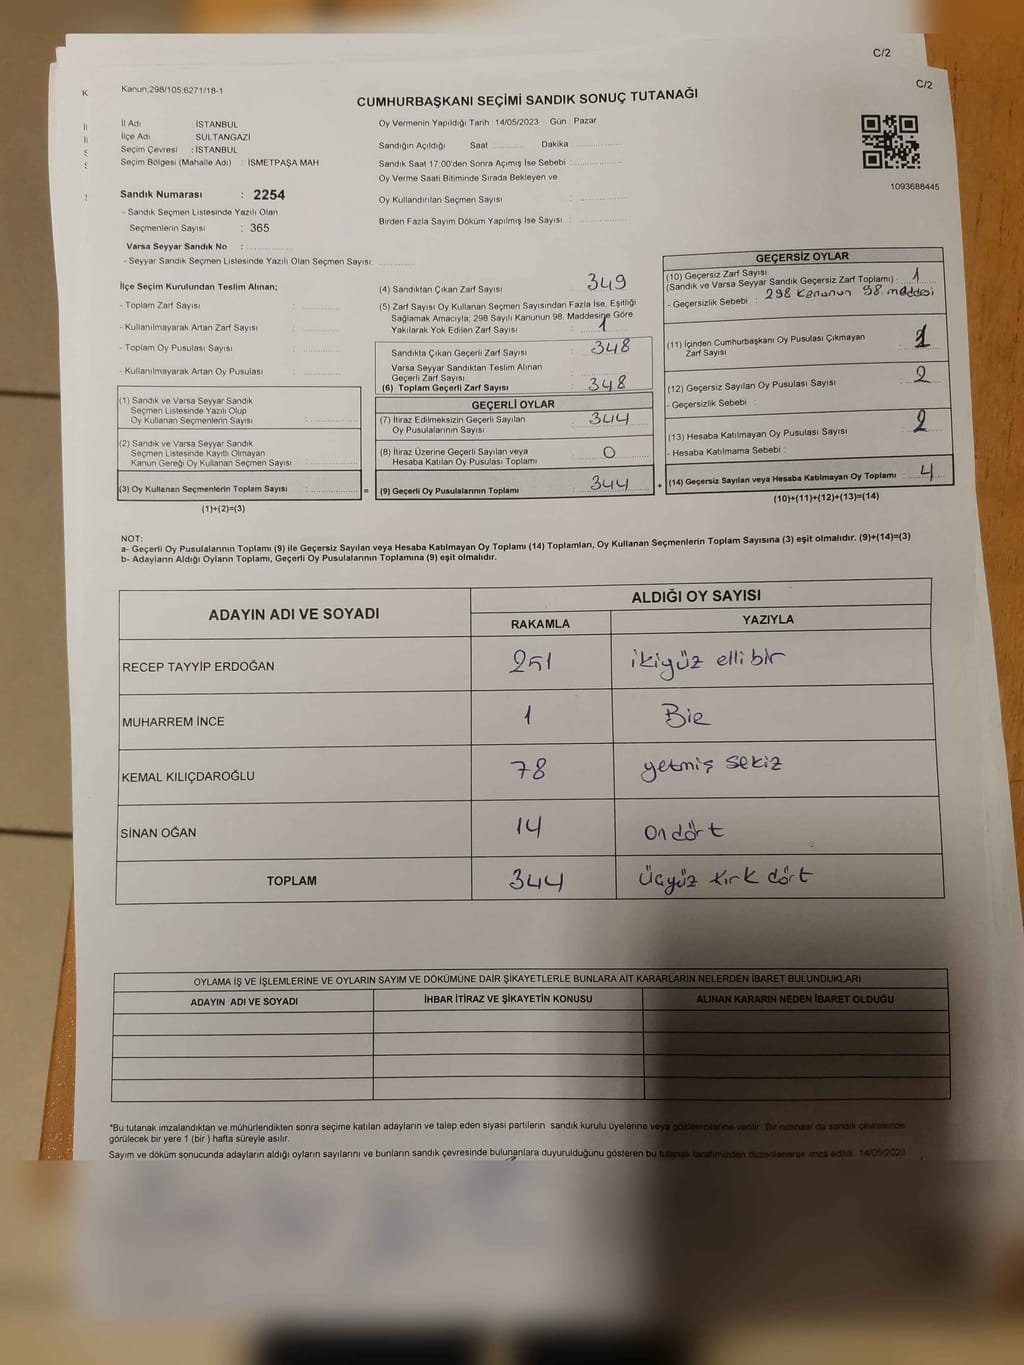 C/2
C/2
Kanun;298/105;6271/18-1
CUMHURBAŞKANI SEÇİMİ SANDIK SONUÇ TUTANAĞI
İl Adı : İSTANBUL
İlçe Adı : SULTANGAZİ
Seçim Çevresi : İSTANBUL
Seçim Bölgesi (Mahalle Adı) : İSMETPAŞA MAH
Sandık Numarası : 2254
- Sandık Seçmen Listesinde Yazılı Olan
Seçmenlerin Sayısı : 365
Varsa Seyyar Sandık No :
- Seyyar Sandık Seçmen Listesinde Yazılı Olan Seçmen Sayısı:
Oy Vermenin Yapıldığı Tarih : 14/05/2023 Gün : Pazar
Sandığın Açıldığı Saat Dakika
Sandık Saat 17:00'den Sonra Açımış İse Sebebi :
Oy Verme Saati Bitiminde Sırada Bekleyen ve
Oy Kullandırılan Seçmen Sayısı :
Birden Fazla Sayım Döküm Yapılmış İse Sayısı :
1093688445
İlçe Seçim Kurulundan Teslim Alınan;
- Toplam Zarf Sayısı :
- Kullanılmayarak Artan Zarf Sayısı :
- Toplam Oy Pusulası Sayısı :
- Kullanılmayarak Artan Oy Pusulası :
(1) Sandık ve Varsa Seyyar Sandık
Seçmen Listesinde Yazılı Olup
Oy Kullanan Seçmenlerin Sayısı :
(2) Sandık ve Varsa Seyyar Sandık
Seçmen Listesinde Kayıtlı Olmayan
Kanun Gereği Oy Kullanan Seçmen Sayısı :
(3) Oy Kullanan Seçmenlerin Toplam Sayısı :
(1)+(2)=(3)
(4) Sandıktan Çıkan Zarf Sayısı : 349
(5) Zarf Sayısı Oy Kullanan Seçmen Sayısından Fazla İse, Eşitliği
Sağlamak Amacıyla; 298 Sayılı Kanunun 98. Maddesine Göre
Yakılarak Yok Edilen Zarf Sayısı : 1
Sandıkta Çıkan Geçerli Zarf Sayısı : 348
Varsa Seyyar Sandıktan Teslim Alınan
Geçerli Zarf Sayısı
(6) Toplam Geçerli Zarf Sayısı : 348
GEÇERLİ OYLAR
(7) İtiraz Edilmeksizin Geçerli Sayılan
Oy Pusulalarının Sayısı : 344
(8) İtiraz Üzerine Geçerli Sayılan veya
Hesaba Katılan Oy Pusulası Toplamı : 0
= (9) Geçerli Oy Pusulalarının Toplamı : 344
GEÇERSİZ OYLAR
(10) Geçersiz Zarf Sayısı
(Sandık ve Varsa Seyyar Sandık Geçersiz Zarf Toplamı) : 1
- Geçersizlik Sebebi : 298 Kanunun 98. maddesi
(11) İçinden Cumhurbaşkanı Oy Pusulası Çıkmayan
Zarf Sayısı
(12) Geçersiz Sayılan Oy Pusulası Sayısı : 2
- Geçersizlik Sebebi :
(13) Hesaba Katılmayan Oy Pusulası Sayısı :
- Hesaba Katılmama Sebebi :
+ (14) Geçersiz Sayılan veya Hesaba Katılmayan Oy Toplamı : 4
(10)+(11)+(12)+(13)=(14)
NOT:
a- Geçerli Oy Pusulalarının Toplamı (9) ile Geçersiz Sayılan veya Hesaba Katılmayan Oy Toplamı (14) Toplamları, Oy Kullanan Seçmenlerin Toplam Sayısına (3) eşit olmalıdır. (9)+(14)=(3)
b- Adayların Aldığı Oyların Toplamı, Geçerli Oy Pusulalarının Toplamına (9) eşit olmalıdır.
ADAYIN ADI VE SOYADI ALDIĞI OY SAYISI
RAKAMLA YAZIYLA
RECEP TAYYİP ERDOĞAN 251 ikiyüz elli bir
MUHARREM İNCE 1 Bir
KEMAL KILIÇDAROĞLU 78 yetmiş sekiz
SİNAN OĞAN 14 On dört
TOPLAM 344 Üçyüz kırk dört
OYLAMA İŞ VE İŞLEMLERİNE VE OYLARIN SAYIM VE DÖKÜMÜNE DAİR ŞİKAYETLERLE BUNLARA AİT KARARLARIN NELERDEN İBARET BULUNDUKLARI
ADAYIN ADI VE SOYADI İHBAR İTİRAZ VE ŞİKAYETİN KONUSU ALINAN KARARIN NEDEN İBARET OLDUĞU
*Bu tutanak imzalandıktan ve mühürlendikten sonra seçime katılan adayların ve talep eden siyasi partilerin sandık kurulu üyelerine veya gözlemcilerine verilir. Bir nüshası da sandık çevresinde
görülecek bir yere 1 (bir ) hafta süreyle asılır.
Sayım ve döküm sonucunda adayların aldığı oyların sayılarını ve bunların sandık çevresinde bulunanlara duyurulduğunu gösteren bu tutanak tarafımızdan düzenlenerek imza edildi. 14/05/2023